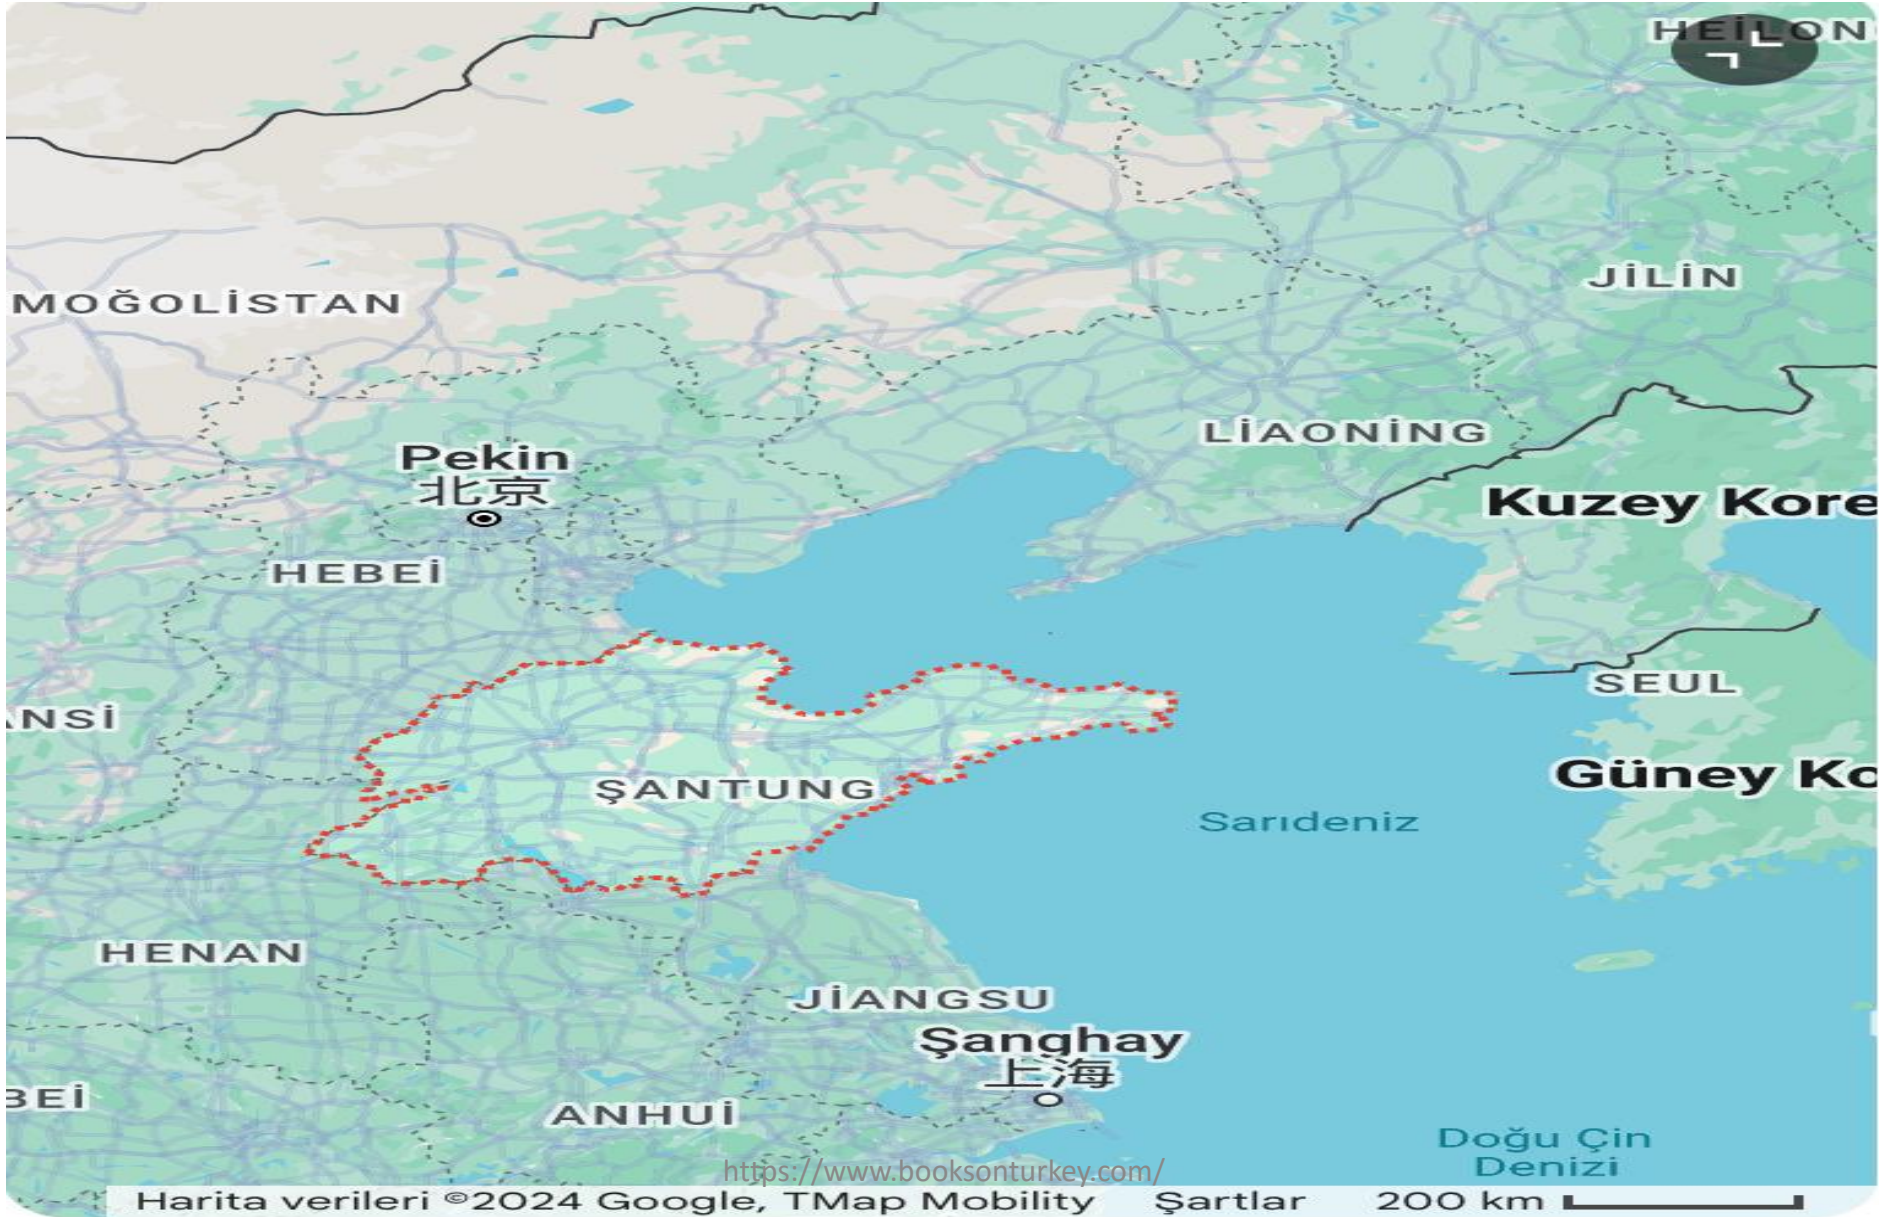 HEİLON
JİLİN
MOĞOLİSTAN
LİAONİNG
Pekin
北京
Kuzey Kore
HEBEİ
SEUL
ANSİ
Güney Ko
ŞANTUNG
Sarıdeniz
HENAN
JİANGSU
Şanghay
上海
BEİ
ANHUİ
Doğu Çin
Denizi
https://www.booksonturkey.com/
Harita verileri ©2024 Google, TMap Mobility Şartlar 200 km